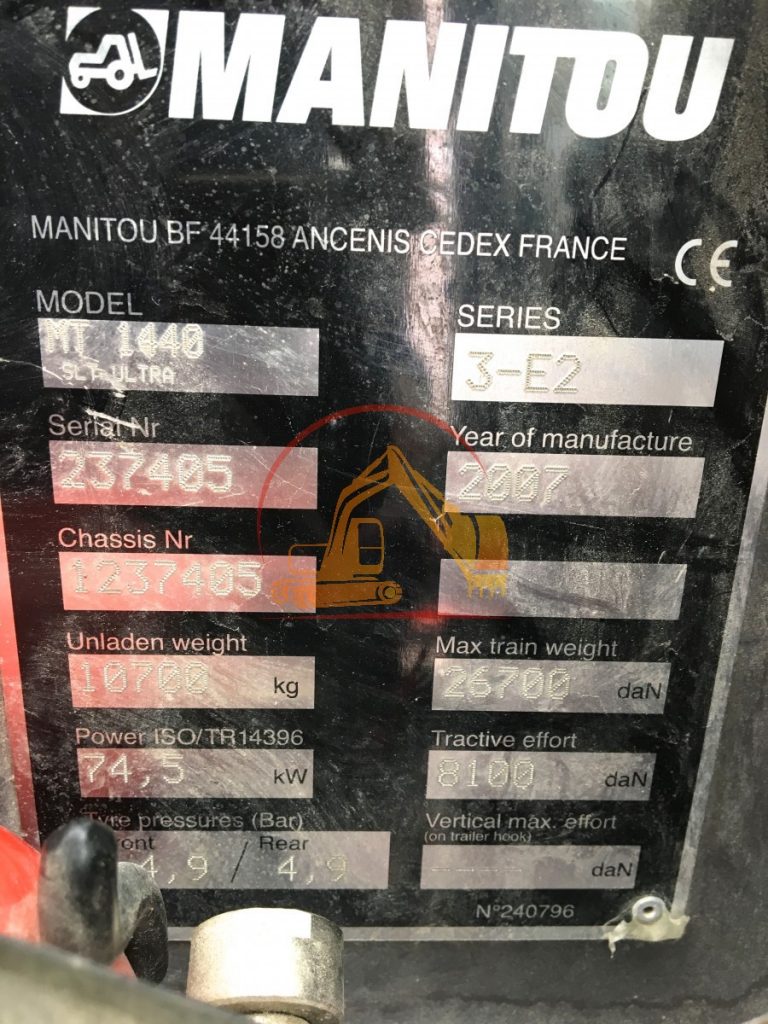 MANITOU
MANITOU BF 44158 ANCENIS CEDEX FRANCE
CE
MODEL
MT 1440
SLT ULTRA
SERIES
3-E2
Serial Nr
237405
Year of manufacture
2007
Chassis Nr
1237405
Unladen weight
10700 kg
Max train weight
26700 daN
Power ISO/TR14396
74,5 kW
Tractive effort
8100 daN
Tyre pressures (Bar)
Front Rear
4,9 / 4,9
Vertical max. effort
(on trailer hook)
---- daN
N°240796